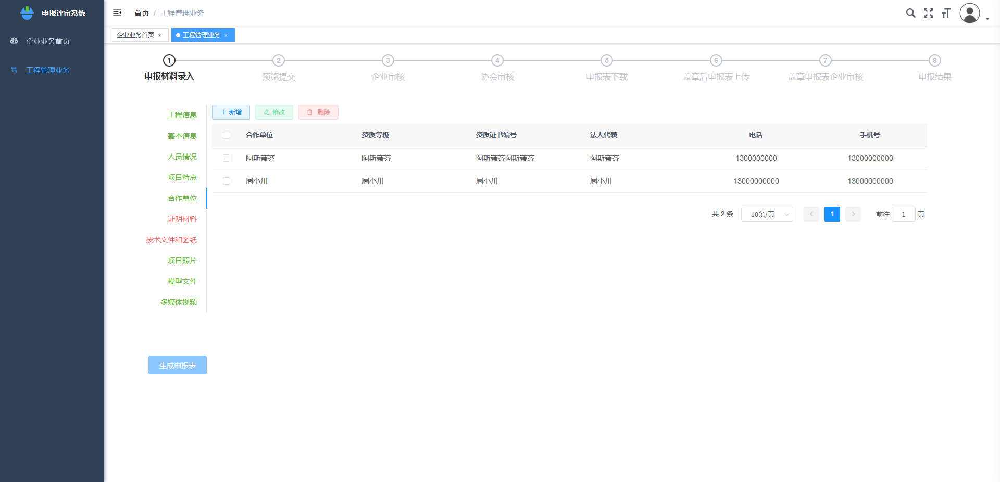 申报评审系统
企业业务首页
工程管理业务
首页 / 工程管理业务
企业业务首页 ×
工程管理业务 ×
1 2 3 4 5 6 7 8
申报材料录入 预览提交 企业审核 协会审核 申报表下载 盖章后申报表上传 盖章申报表企业审核 申报结果
工程信息
基本信息
人员情况
项目特点
合作单位
证明材料
技术文件和图纸
项目照片
模型文件
多媒体视频
生成申报表
新增 修改 删除
合作单位 资质等级 资质证书编号 法人代表 电话 手机号
阿斯蒂芬 阿斯蒂芬 阿斯蒂芬阿斯蒂芬 阿斯蒂芬 1300000000 13000000000
周小川 周小川 周小川 周小川 13000000000 13000000000
共 2 条 10条/页 1 前往 1 页